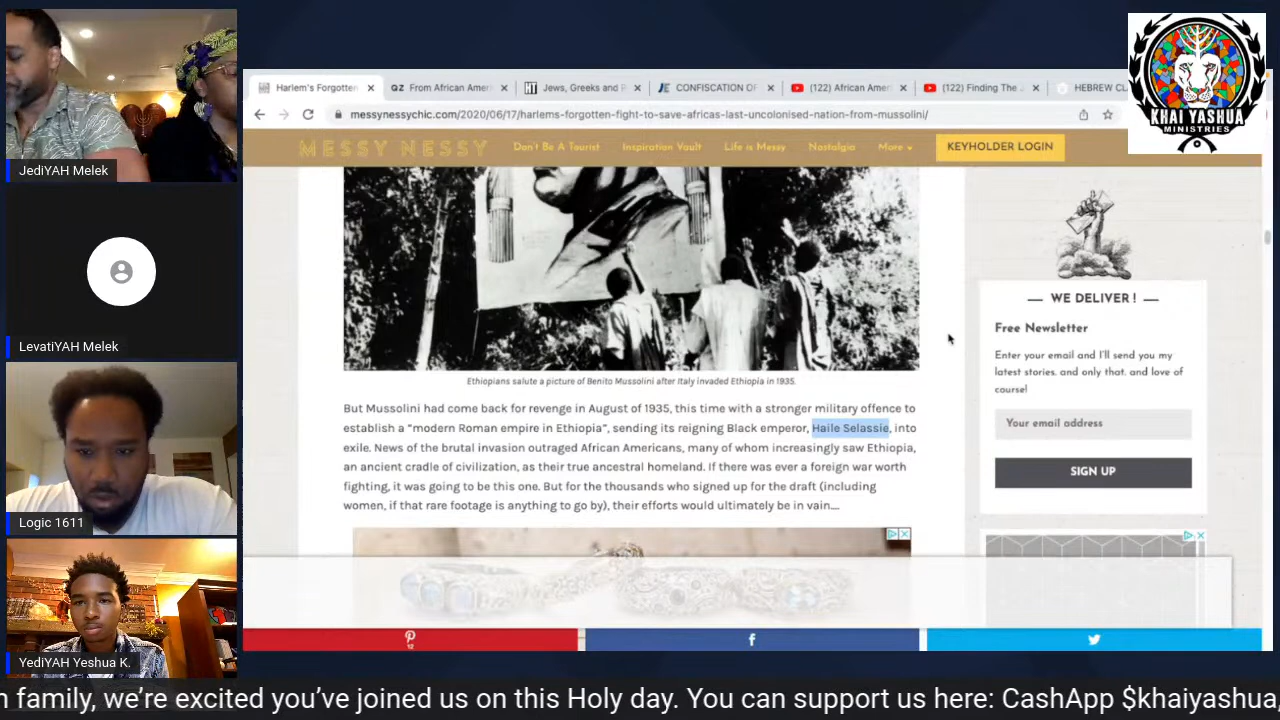 JediYAH Melek
LevatiYAH Melek
Logic 1611
YediYAH Yeshua K.
Harlem's Forgotten
QZ From African Amer
HT Jews, Greeks and
CONFISCATION OF
(122) African Amer
(122) Finding The
HEBREW CL
messynessychic.com/2020/06/17/harlems-forgotten-fight-to-save-africas-last-uncolonised-nation-from-mussolini/
MESSY NESSY
Don't Be A Tourist
Inspiration Vault
Life is Messy
Nostalgia
More
KEYHOLDER LOGIN
KHAI YASHUA
MINISTRIES
Ethiopians salute a picture of Benito Mussolini after Italy invaded Ethiopia in 1935.
But Mussolini had come back for revenge in August of 1935, this time with a stronger military offence to
establish a “modern Roman empire in Ethiopia”, sending its reigning Black emperor, Haile Selassie, into
exile. News of the brutal invasion outraged African Americans, many of whom increasingly saw Ethiopia,
an ancient cradle of civilization, as their true ancestral homeland. If there was ever a foreign war worth
fighting, it was going to be this one. But for the thousands who signed up for the draft (including
women, if that rare footage is anything to go by), their efforts would ultimately be in vain....
WE DELIVER !
Free Newsletter
Enter your email and I'll send you my
latest stories. and only that. and love of
course!
Your email address
SIGN UP
12
n family, we’re excited you’ve joined us on this Holy day. You can support us here: CashApp $khaiyashua,